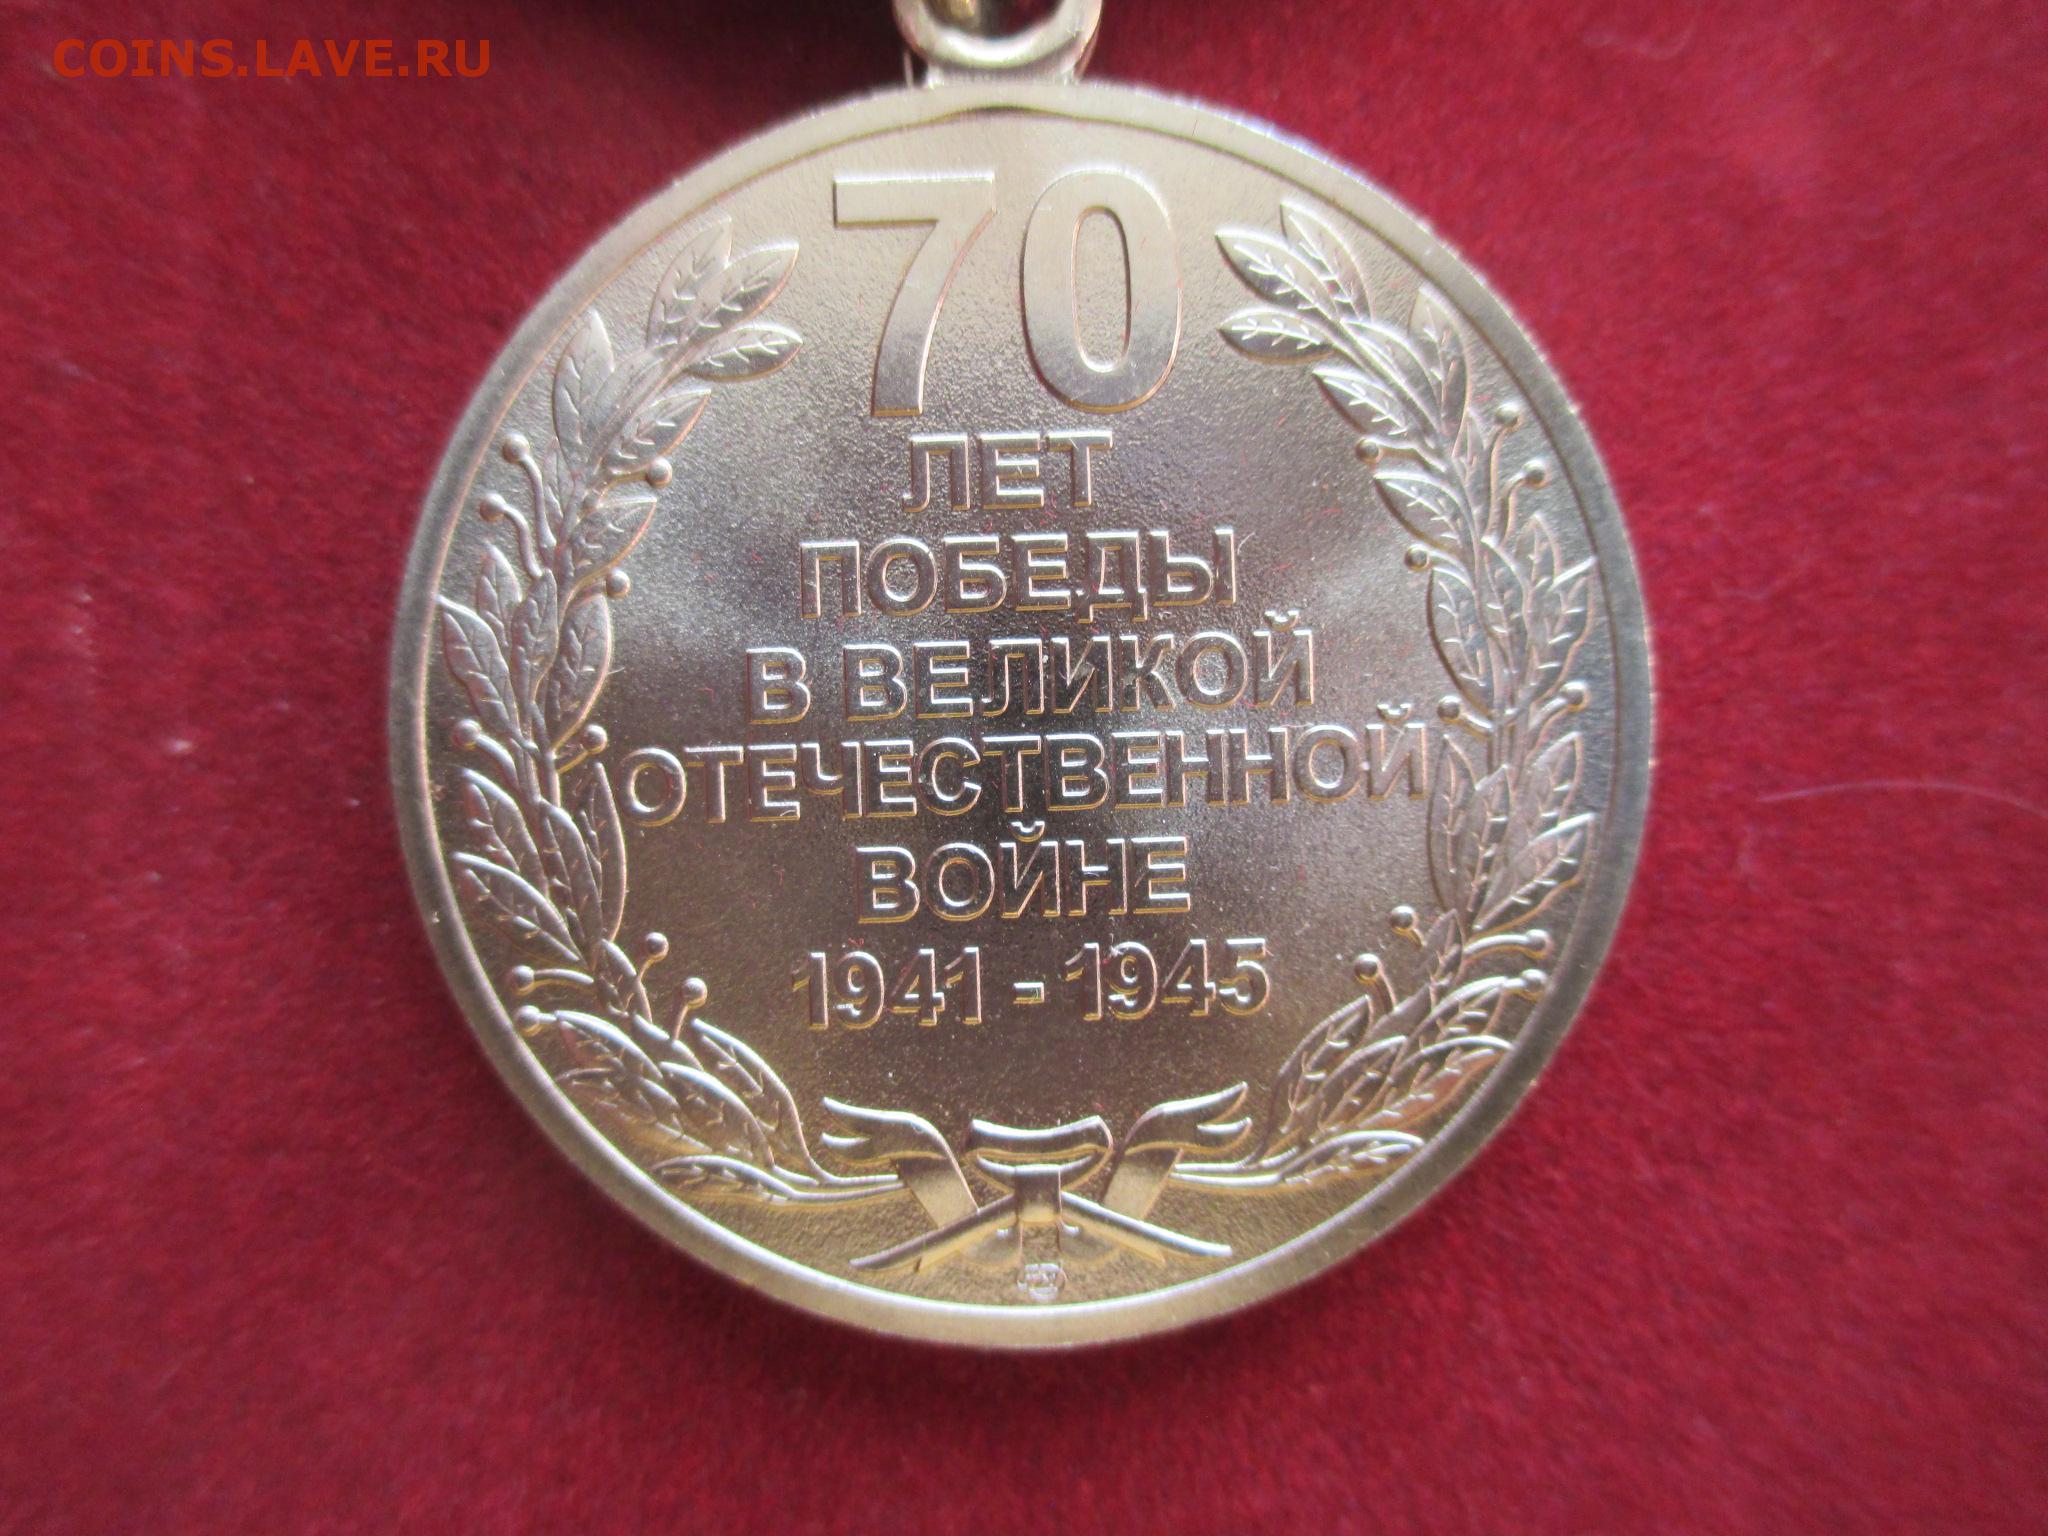 COINS.LAVE.RU
70
ЛЕТ
ПОБЕДЫ
В ВЕЛИКОЙ
ОТЕЧЕСТВЕННОЙ
ВОЙНЕ
1941 - 1945